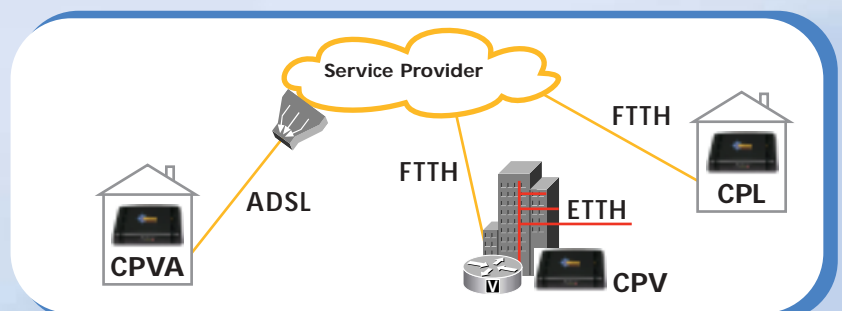 Service Provider
FTTH
FTTH
CPL
ADSL
ETTH
CPVA
V
CPV